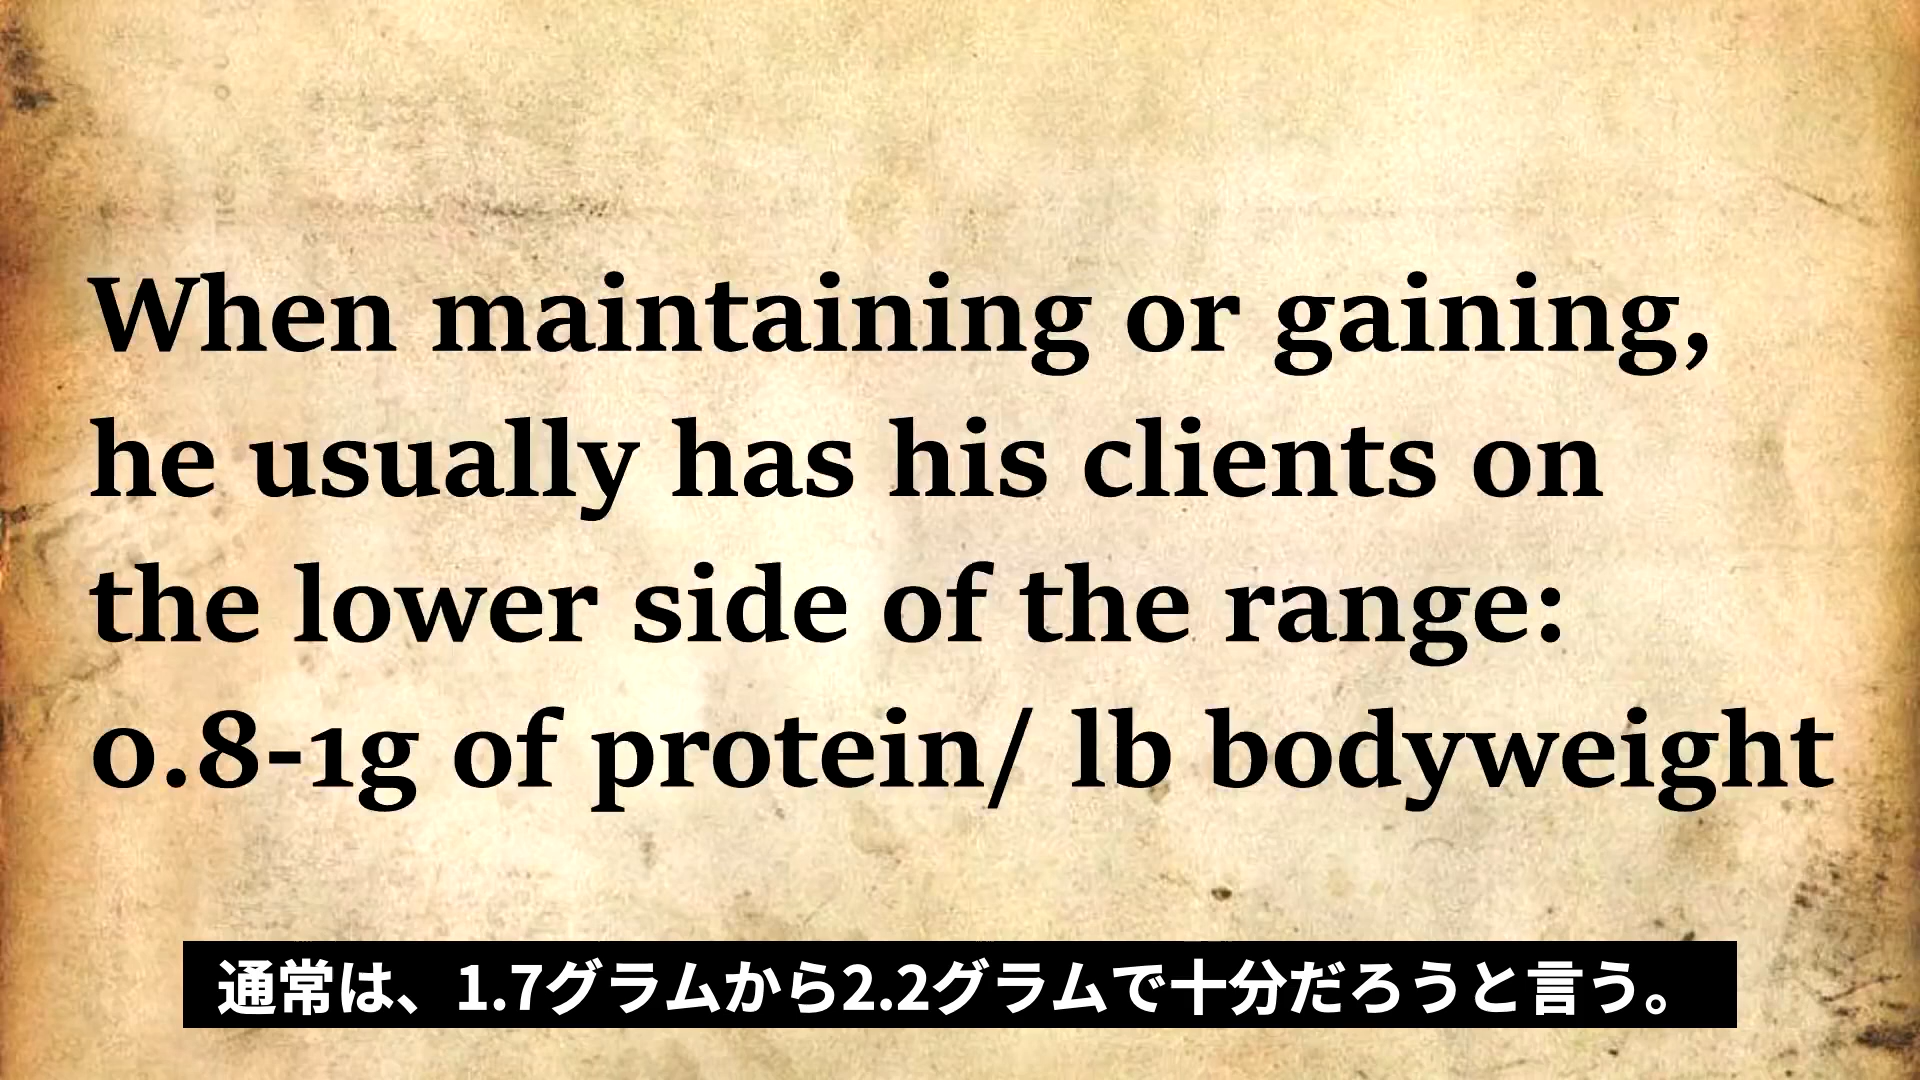 When maintaining or gaining,
he usually has his clients on
the lower side of the range:
0.8-1g of protein/ lb bodyweight
通常は、1.7グラムから2.2グラムで十分だろうと言う。